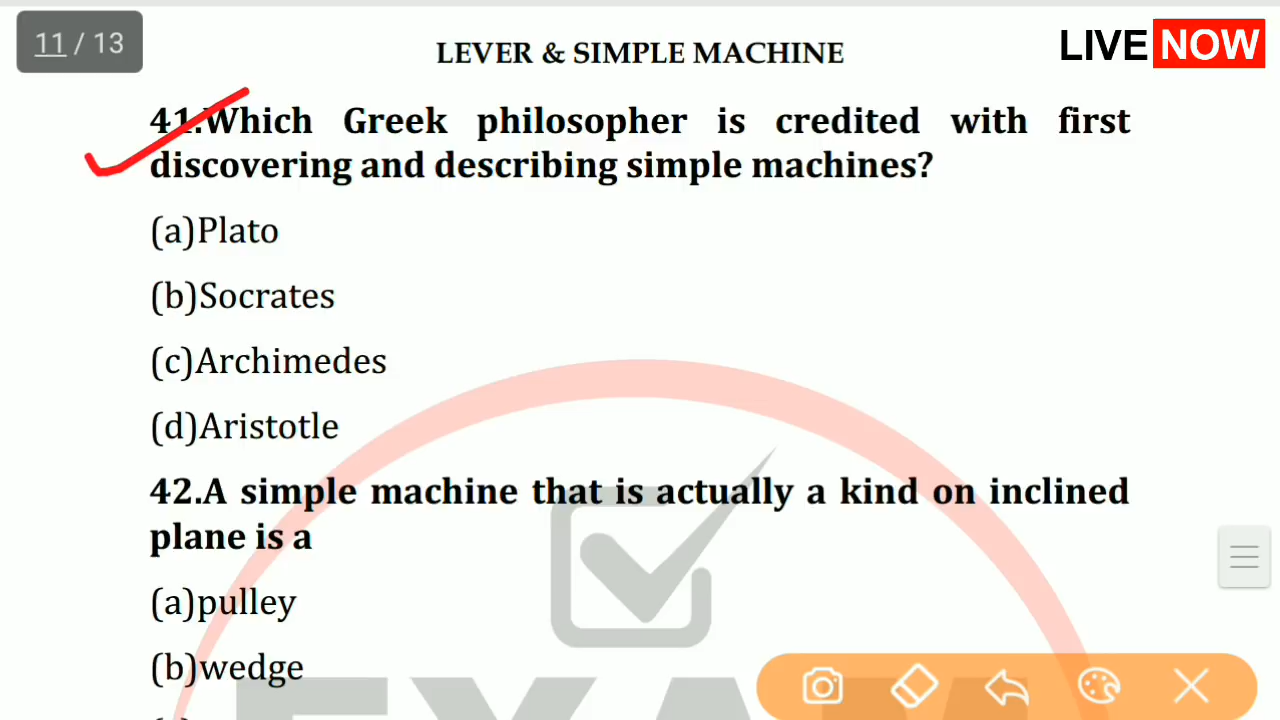 11 / 13
LEVER & SIMPLE MACHINE
LIVE NOW
41.Which Greek philosopher is credited with first
discovering and describing simple machines?
(a)Plato
(b)Socrates
(c)Archimedes
(d)Aristotle
42.A simple machine that is actually a kind on inclined
plane is a
(a)pulley
(b)wedge
EXAM